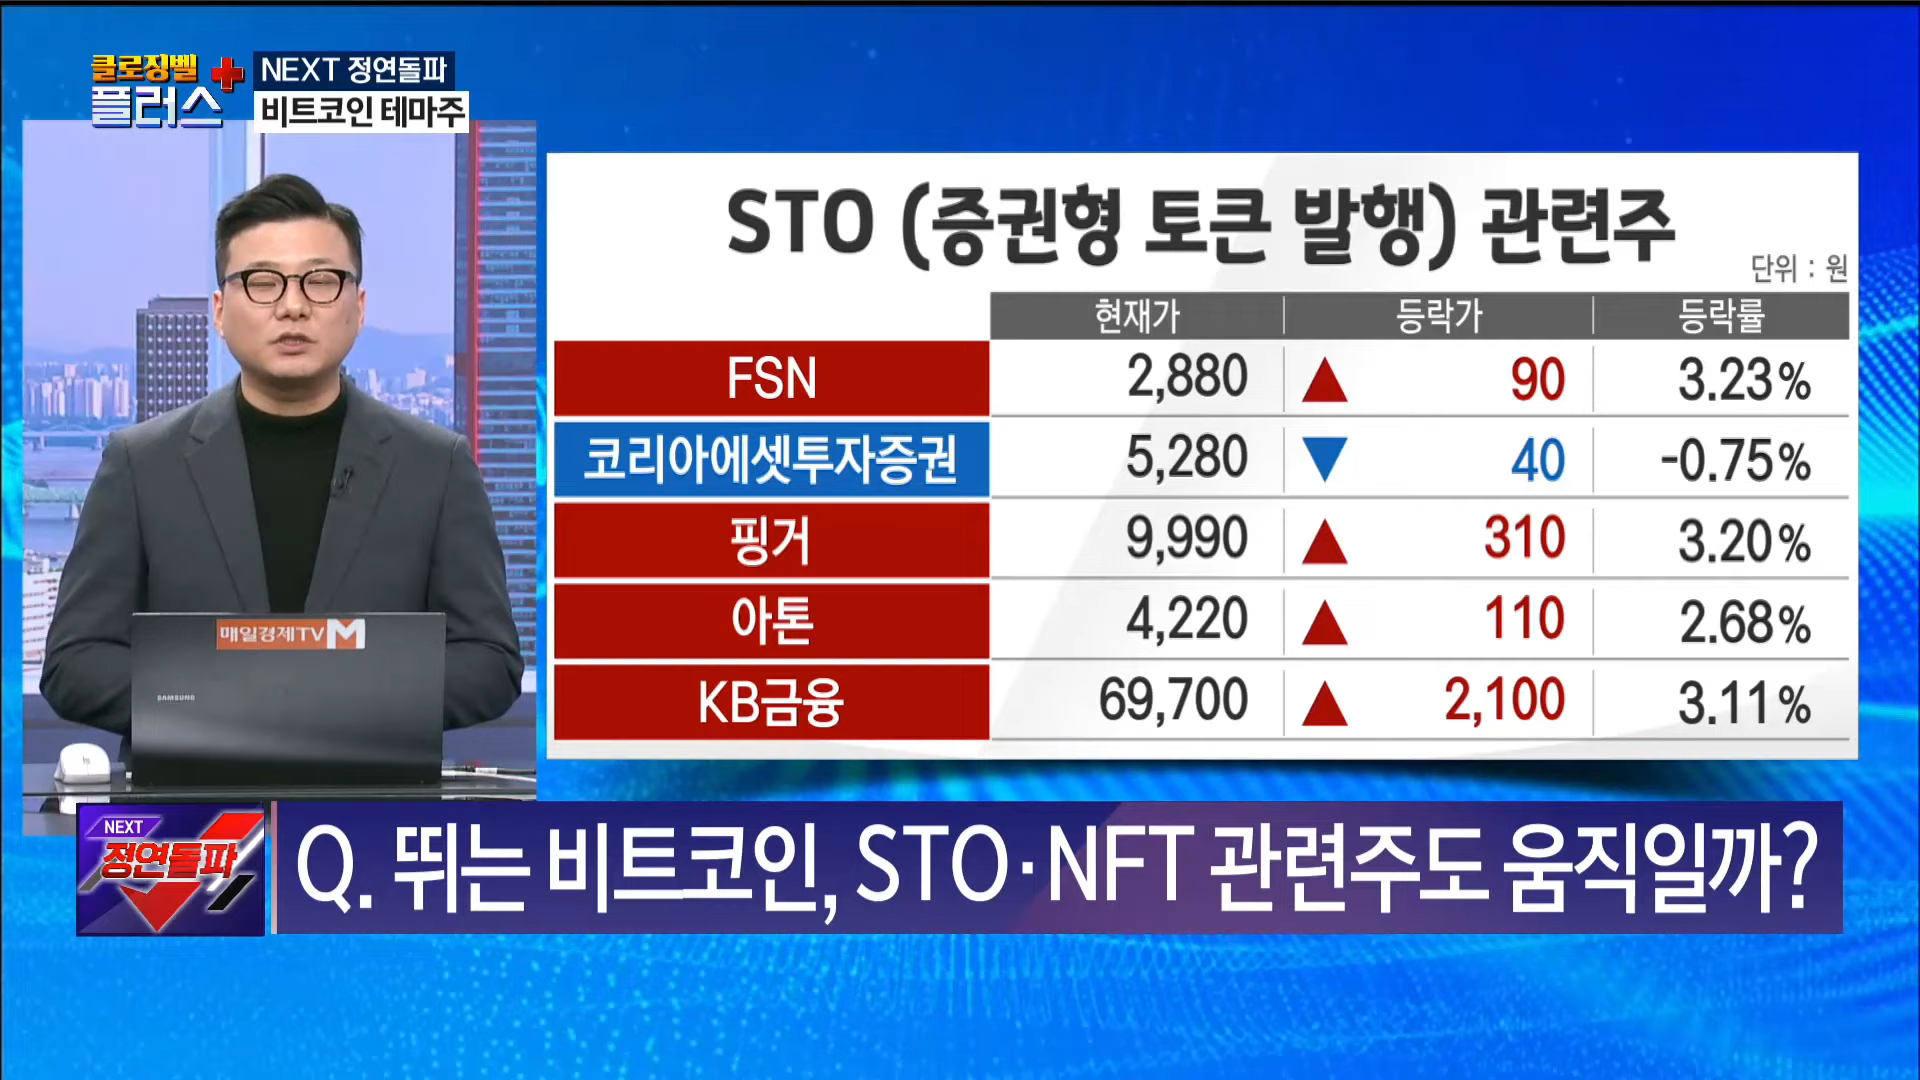 클로징벨
플러스
NEXT 정연돌파
비트코인 테마주
STO (증권형 토큰 발행) 관련주
단위 : 원
현재가 등락가 등락률
FSN 2,880 ▲ 90 3.23%
코리아에셋투자증권 5,280 ▼ 40 -0.75%
핑거 9,990 ▲ 310 3.20%
아톤 4,220 ▲ 110 2.68%
KB금융 69,700 ▲ 2,100 3.11%
매일경제TV M
SAMSUNG
hp
NEXT
정연돌파
Q. 뛰는 비트코인, STO·NFT 관련주도 움직일까?